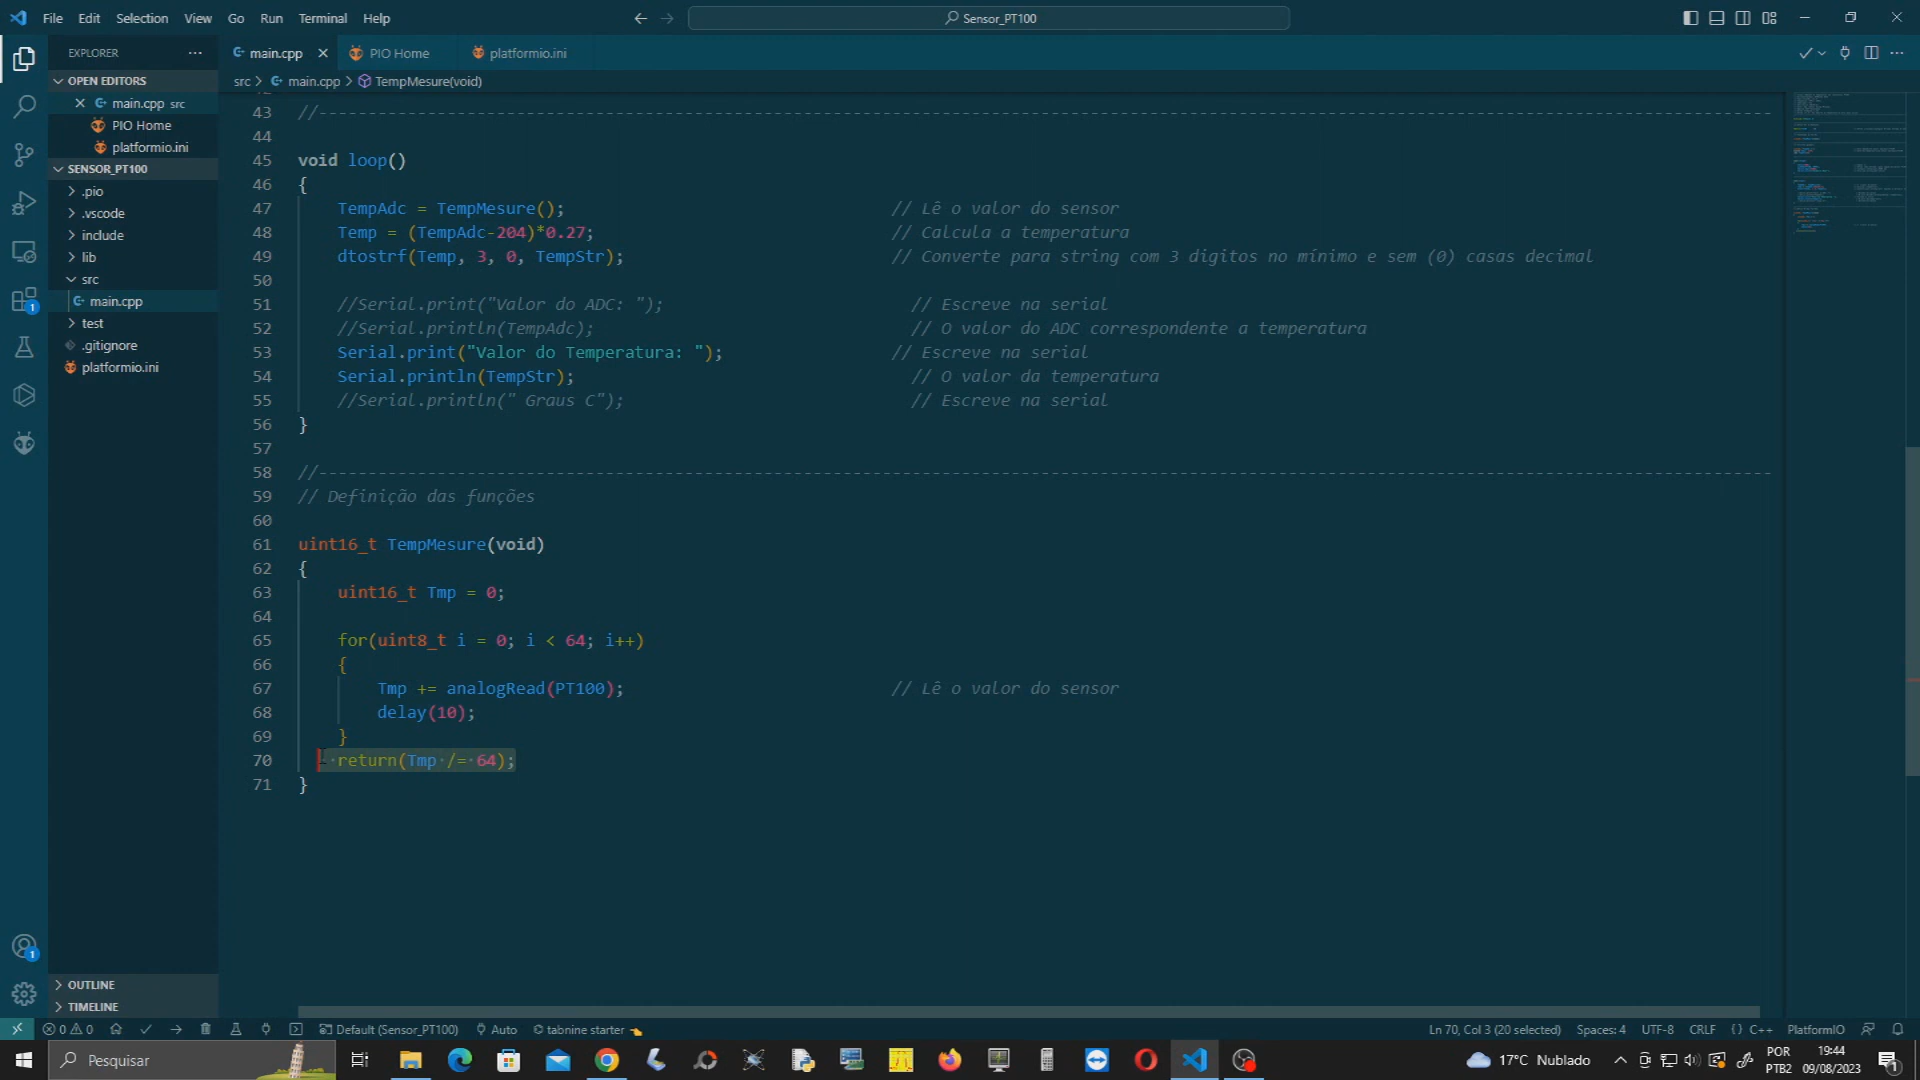 File Edit Selection View Go Run Terminal Help
Sensor_PT100
EXPLORER
main.cpp
PIO Home
platformio.ini
OPEN EDITORS
src > main.cpp > TempMesure(void)
main.cpp src
PIO Home
platformio.ini
SENSOR_PT100
.pio
.vscode
include
lib
src
main.cpp
test
.gitignore
platformio.ini
OUTLINE
TIMELINE
43 //------------------------------------------------------------------------------------------------------------------------------------------------
44
45 void loop()
46 {
47 TempAdc = TempMesure(); // Lê o valor do sensor
48 Temp = (TempAdc-204)*0.27; // Calcula a temperatura
49 dtostrf(Temp, 3, 0, TempStr); // Converte para string com 3 digitos no mínimo e sem (0) casas decimal
50
51 //Serial.print("Valor do ADC: "); // Escreve na serial
52 //Serial.println(TempAdc); // O valor do ADC correspondente a temperatura
53 Serial.print("Valor do Temperatura: "); // Escreve na serial
54 Serial.println(TempStr); // O valor da temperatura
55 //Serial.println(" Graus C"); // Escreve na serial
56 }
57
58 //------------------------------------------------------------------------------------------------------------------------------------------------
59 // Definição das funções
60
61 uint16_t TempMesure(void)
62 {
63 uint16_t Tmp = 0;
64
65 for(uint8_t i = 0; i < 64; i++)
66 {
67 Tmp += analogRead(PT100); // Lê o valor do sensor
68 delay(10);
69 }
70 return(Tmp /= 64);
71 }
0 0 Default (Sensor_PT100) Auto tabnine starter Ln 70, Col 3 (20 selected) Spaces: 4 UTF-8 CRLF {} C++ PlatformIO
Pesquisar
17°C Nublado
POR
PTB2
19:44
09/08/2023
1
1
1